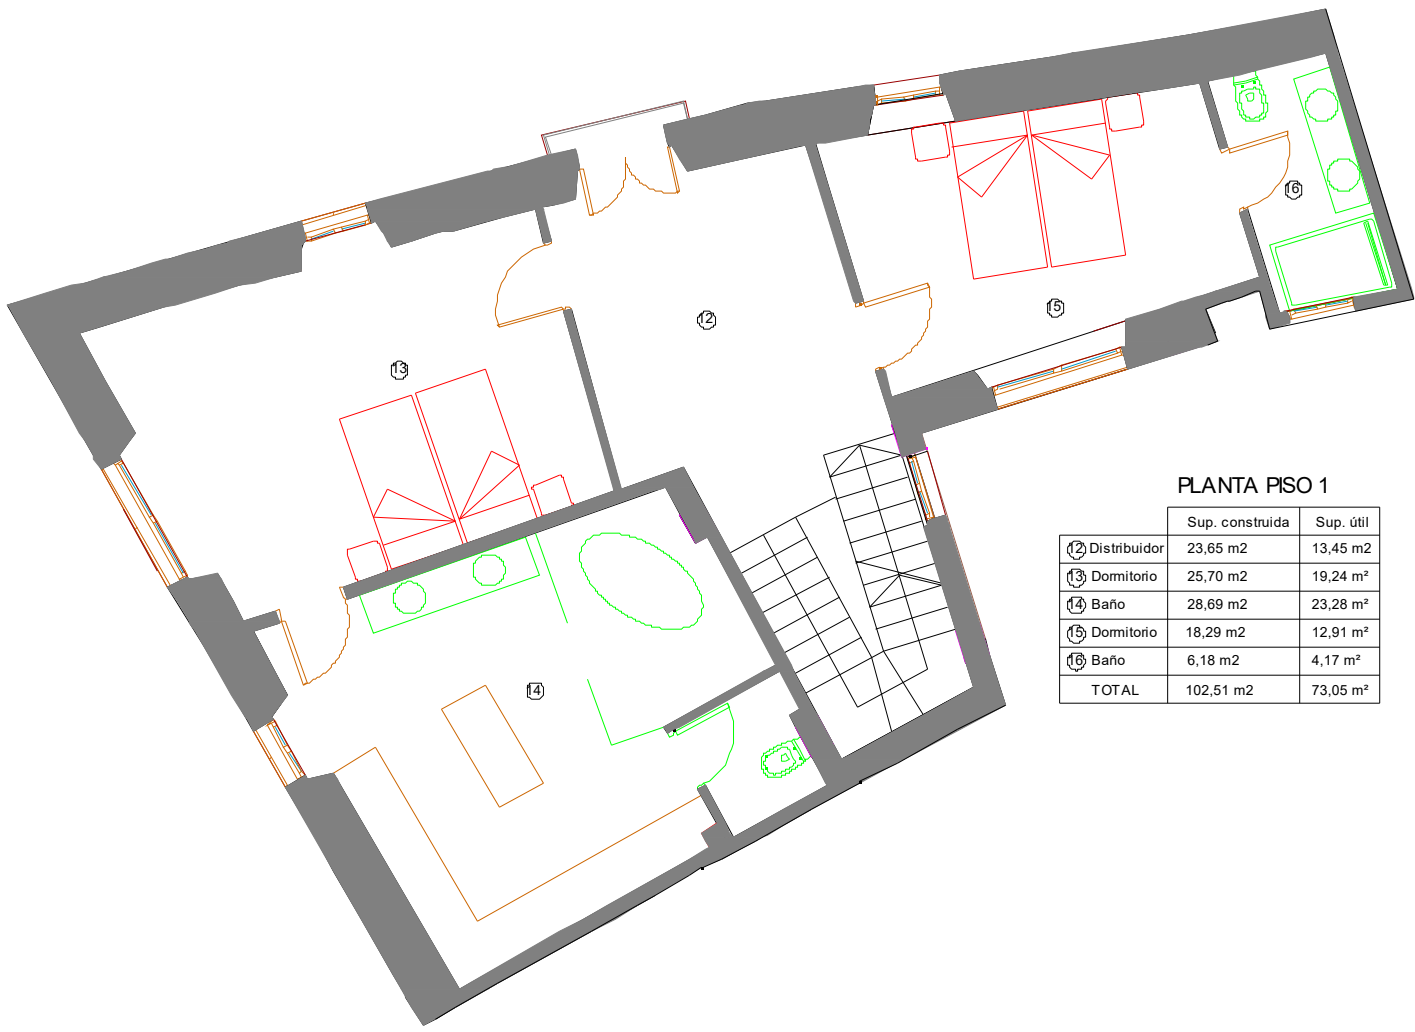 16
15
12
13
14
PLANTA PISO 1
Sup. construida Sup. útil
12 Distribuidor 23,65 m2 13,45 m2
13 Dormitorio 25,70 m2 19,24 m²
14 Baño 28,69 m2 23,28 m²
15 Dormitorio 18,29 m2 12,91 m²
16 Baño 6,18 m2 4,17 m²
TOTAL 102,51 m2 73,05 m²